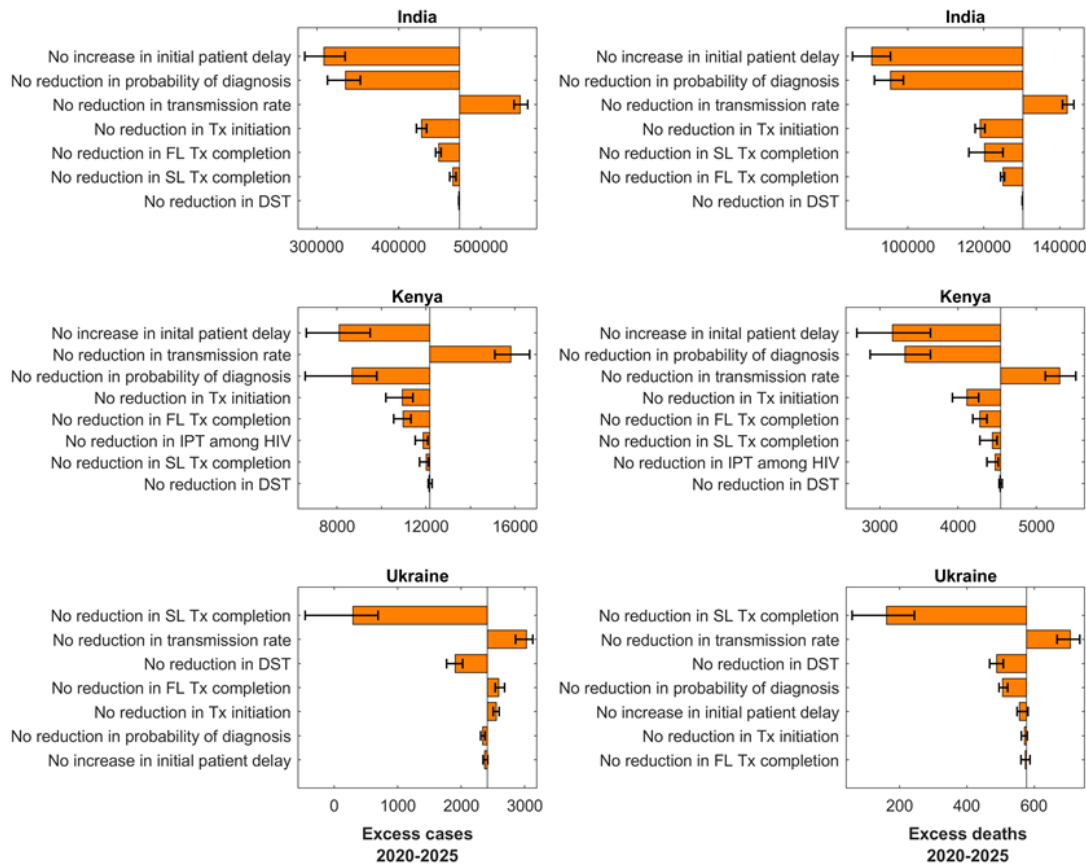 India
No increase in initial patient delay
No reduction in probability of diagnosis
No reduction in transmission rate
No reduction in Tx initiation
No reduction in FL Tx completion
No reduction in SL Tx completion
No reduction in DST
300000 400000 500000
India
No increase in initial patient delay
No reduction in probability of diagnosis
No reduction in transmission rate
No reduction in Tx initiation
No reduction in SL Tx completion
No reduction in FL Tx completion
No reduction in DST
100000 120000 140000
Kenya
No increase in inital patient delay
No reduction in transmission rate
No reduction in probability of diagnosis
No reduction in Tx initiation
No reduction in FL Tx completion
No reduction in IPT among HIV
No reduction in SL Tx completion
No reduction in DST
8000 12000 16000
Kenya
No increase in inital patient delay
No reduction in probability of diagnosis
No reduction in transmission rate
No reduction in Tx initiation
No reduction in FL Tx completion
No reduction in SL Tx completion
No reduction in IPT among HIV
No reduction in DST
3000 4000 5000
Ukraine
No reduction in SL Tx completion
No reduction in transmission rate
No reduction in DST
No reduction in FL Tx completion
No reduction in Tx initiation
No reduction in probability of diagnosis
No increase in initial patient delay
0 1000 2000 3000
Excess cases
2020-2025
Ukraine
No reduction in SL Tx completion
No reduction in transmission rate
No reduction in DST
No reduction in probability of diagnosis
No increase in initial patient delay
No reduction in Tx initiation
No reduction in FL Tx completion
200 400 600
Excess deaths
2020-2025